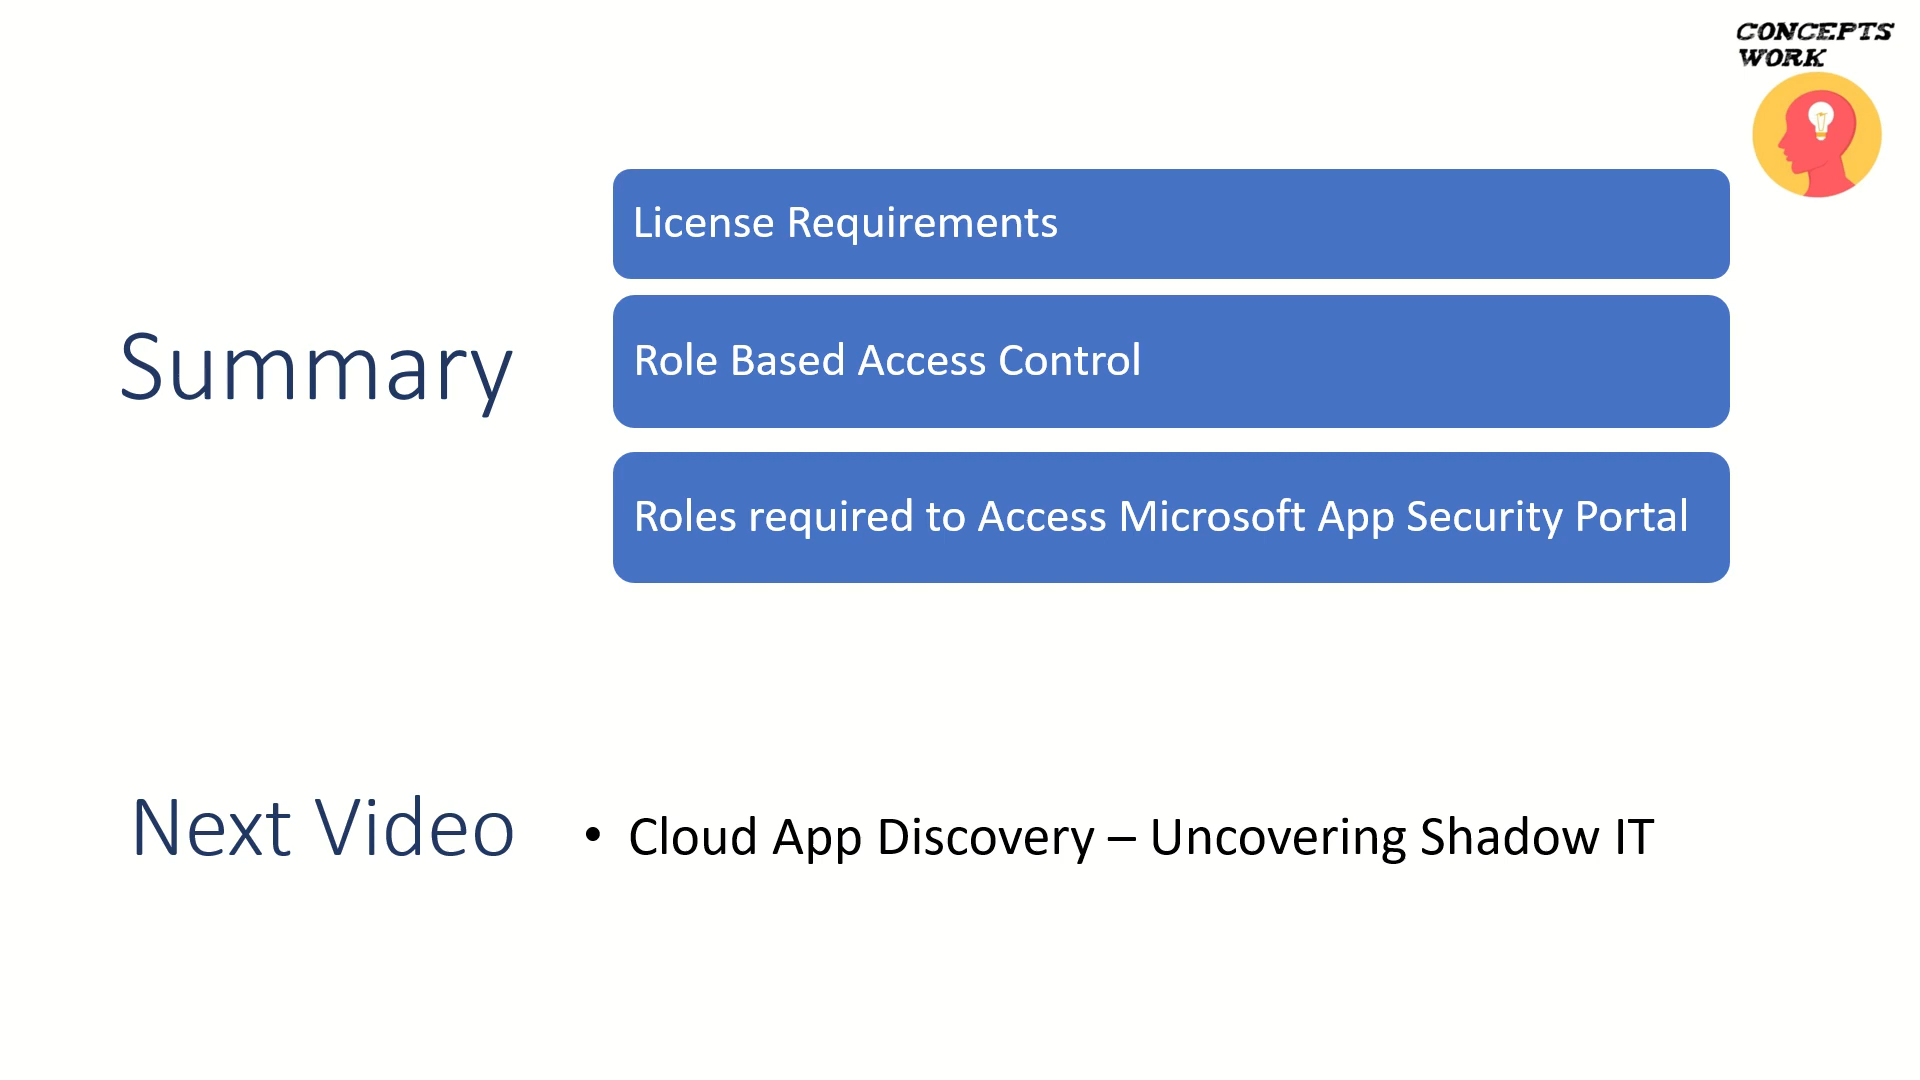 CONCEPTS
WORK
Summary
License Requirements
Role Based Access Control
Roles required to Access Microsoft App Security Portal
Next Video
• Cloud App Discovery – Uncovering Shadow IT